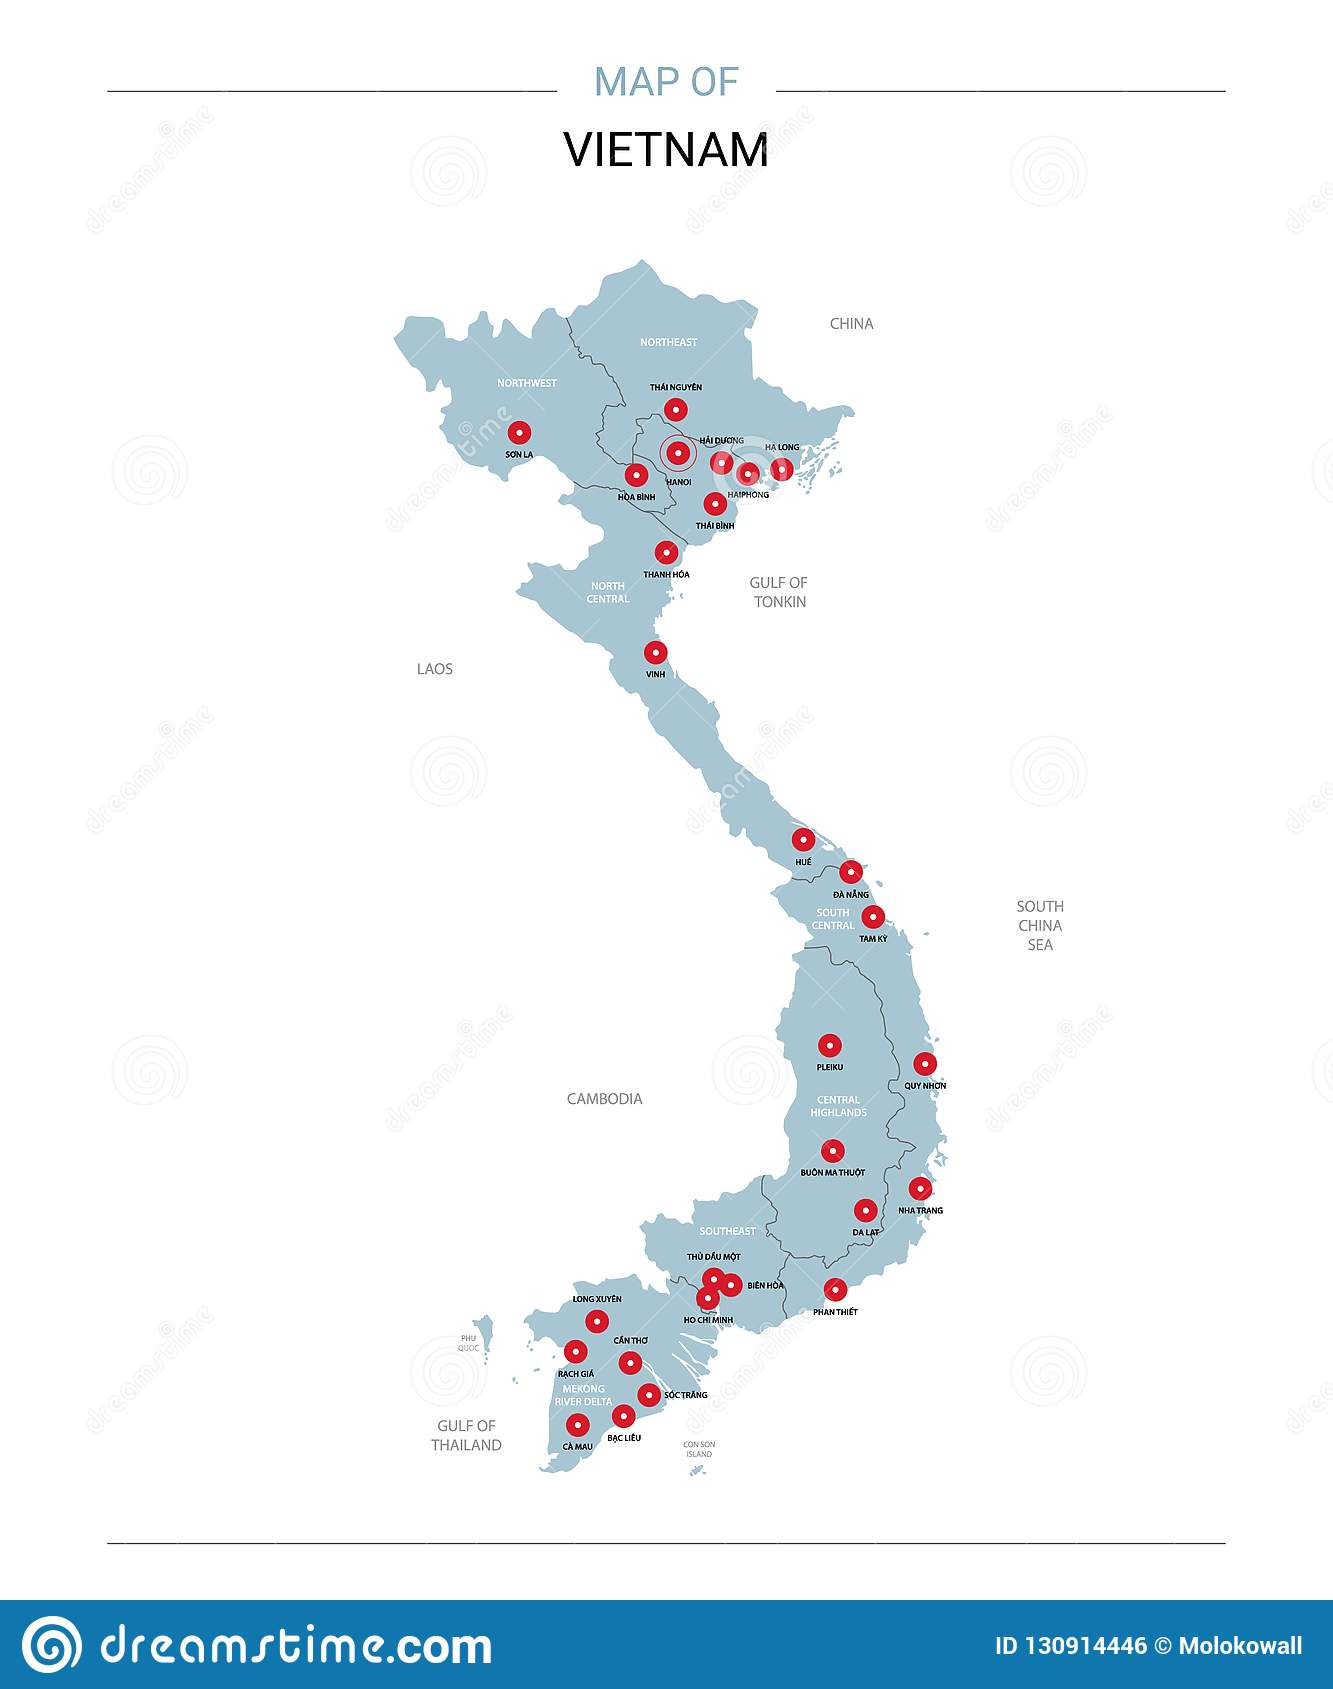 MAP OF
VIETNAM
CHINA
NORTHEAST
NORTHWEST
THÁI NGUYÊN
HẢI DƯƠNG
HẠ LONG
SƠN LA
HANOI
HÒA BÌNH
HAIPHONG
THÁI BÌNH
THANH HÓA
NORTH
CENTRAL
GULF OF
TONKIN
LAOS
VINH
HUẾ
ĐÀ NẴNG
SOUTH
CENTRAL
TAM KỲ
SOUTH
CHINA
SEA
PLEIKU
QUY NHƠN
CAMBODIA
CENTRAL
HIGHLANDS
BUÔN MA THUỘT
NHA TRANG
DA LAT
SOUTHEAST
THỦ DẦU MỘT
BIÊN HÒA
LONG XUYÊN
PHAN THIẾT
HO CHI MINH
PHU
QUOC
CẦN THƠ
RẠCH GIÁ
MEKONG
RIVER DELTA
SÓC TRĂNG
GULF OF
THAILAND
BẠC LIÊU
CÀ MAU
CON SON
ISLAND
dreamstime.com
ID 130914446 © Molokowall